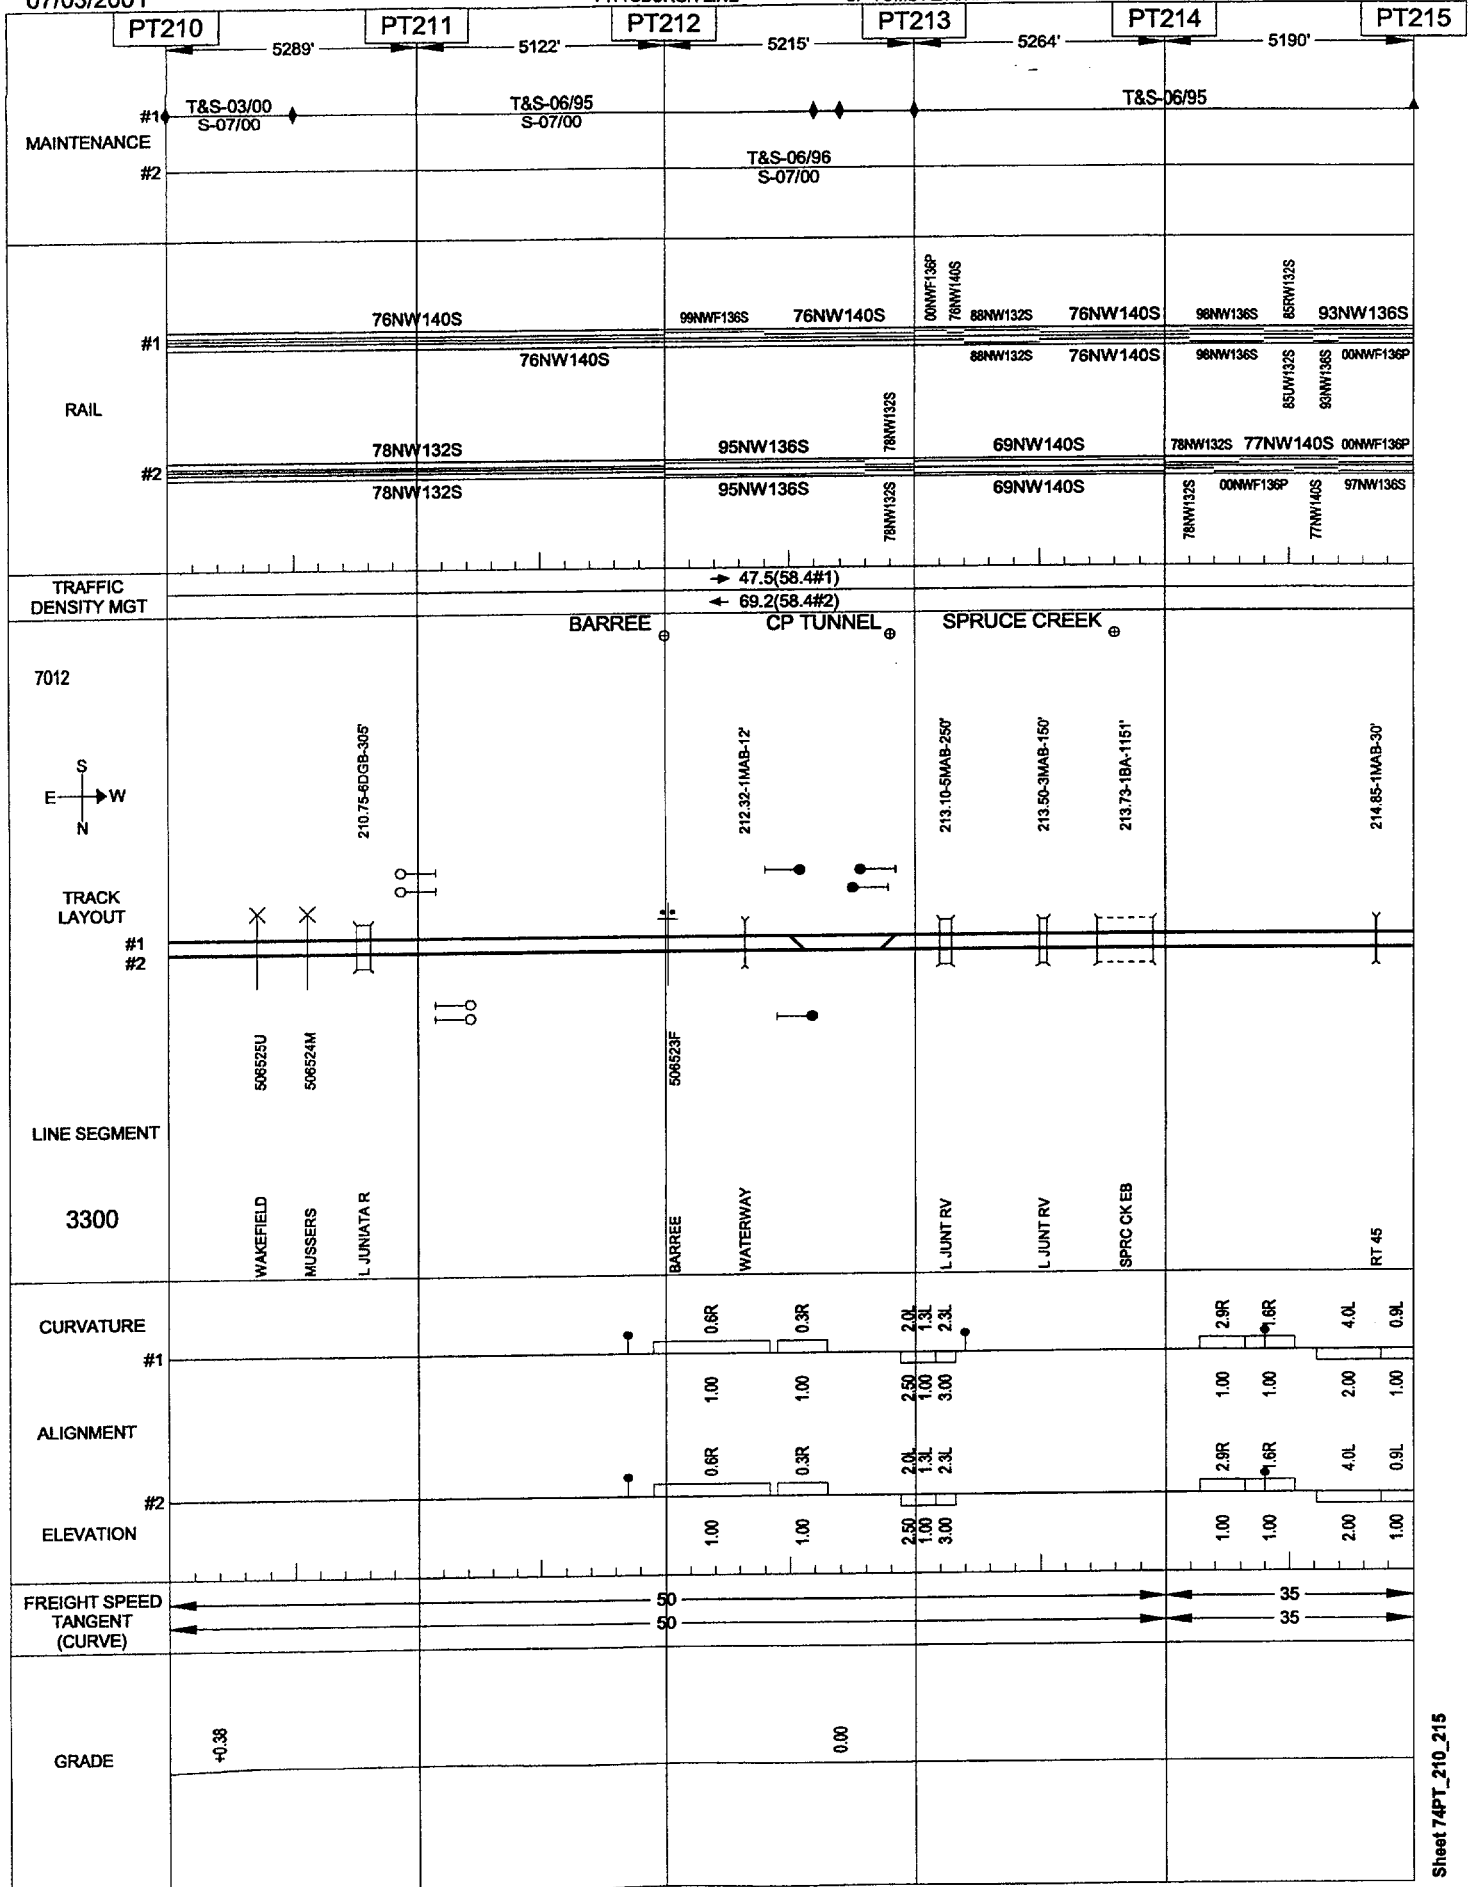 07/03/2001
PT210
PT211
PT212
PT213
PT214
PT215
5289'
5122'
5215'
5264'
5190'
MAINTENANCE
#1
T&S-03/00
S-07/00
T&S-06/95
S-07/00
T&S-06/95
#2
T&S-06/96
S-07/00
RAIL
#1
76NW140S
99NWF136S
76NW140S
00NWF136P
78NW140S
88NW132S
76NW140S
98NW136S
85RW132S
93NW136S
76NW140S
88NW132S
76NW140S
98NW136S
85UW132S
93NW136S
00NWF136P
#2
78NW132S
95NW136S
78NW132S
69NW140S
78NW132S
77NW140S
00NWF136P
78NW132S
95NW136S
78NW132S
69NW140S
78NW132S
00NWF136P
77NW140S
97NW136S
TRAFFIC
DENSITY MGT
47.5(58.4#1)
69.2(58.4#2)
BARREE
CP TUNNEL
SPRUCE CREEK
7012
S
E
W
N
210.75-6DGB-305'
212.32-1MAB-12'
213.10-5MAB-250'
213.50-3MAB-150'
213.73-1BA-1151'
214.85-1MAB-30'
TRACK
LAYOUT
#1
#2
506525U
506524M
506523F
LINE SEGMENT
3300
WAKEFIELD
MUSSERS
L JUNIATA R
BARREE
WATERWAY
L JUNT RV
L JUNT RV
SPRC CK EB
RT 45
CURVATURE
#1
0.6R
0.3R
2.0L
1.3L
2.3L
2.9R
1.6R
4.0L
0.9L
1.00
1.00
2.50
1.00
3.00
1.00
1.00
2.00
1.00
ALIGNMENT
#2
0.6R
0.3R
2.0L
1.3L
2.3L
2.9R
1.6R
4.0L
0.9L
ELEVATION
1.00
1.00
2.50
1.00
3.00
1.00
1.00
2.00
1.00
FREIGHT SPEED
TANGENT
(CURVE)
50
35
50
35
GRADE
+0.38
0.00
Sheet 74PT_210_215